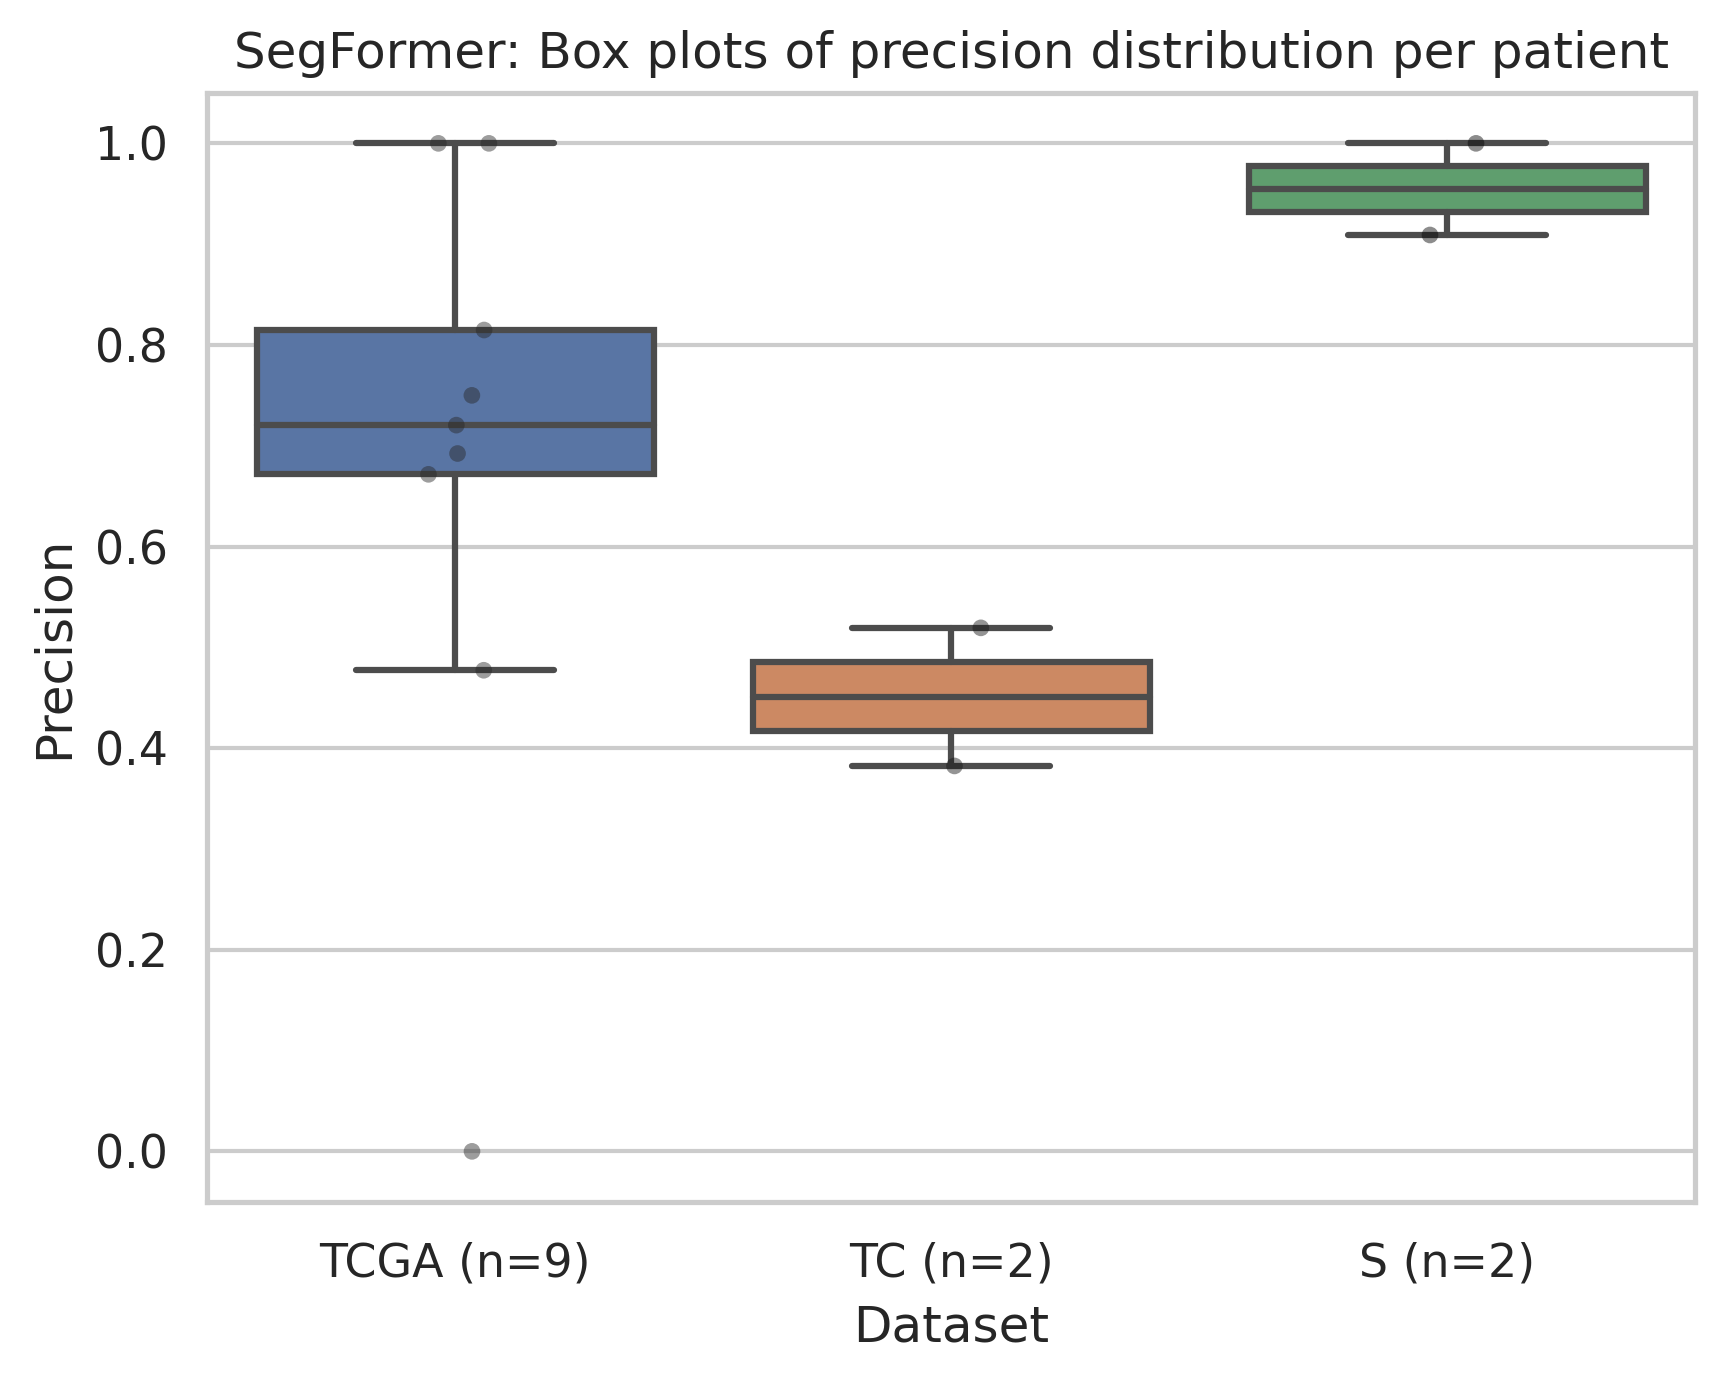 SegFormer: Box plots of precision distribution per patient
1.0
0.8
0.6
0.4
0.2
0.0
Precision
TCGA (n=9)
TC (n=2)
S (n=2)
Dataset